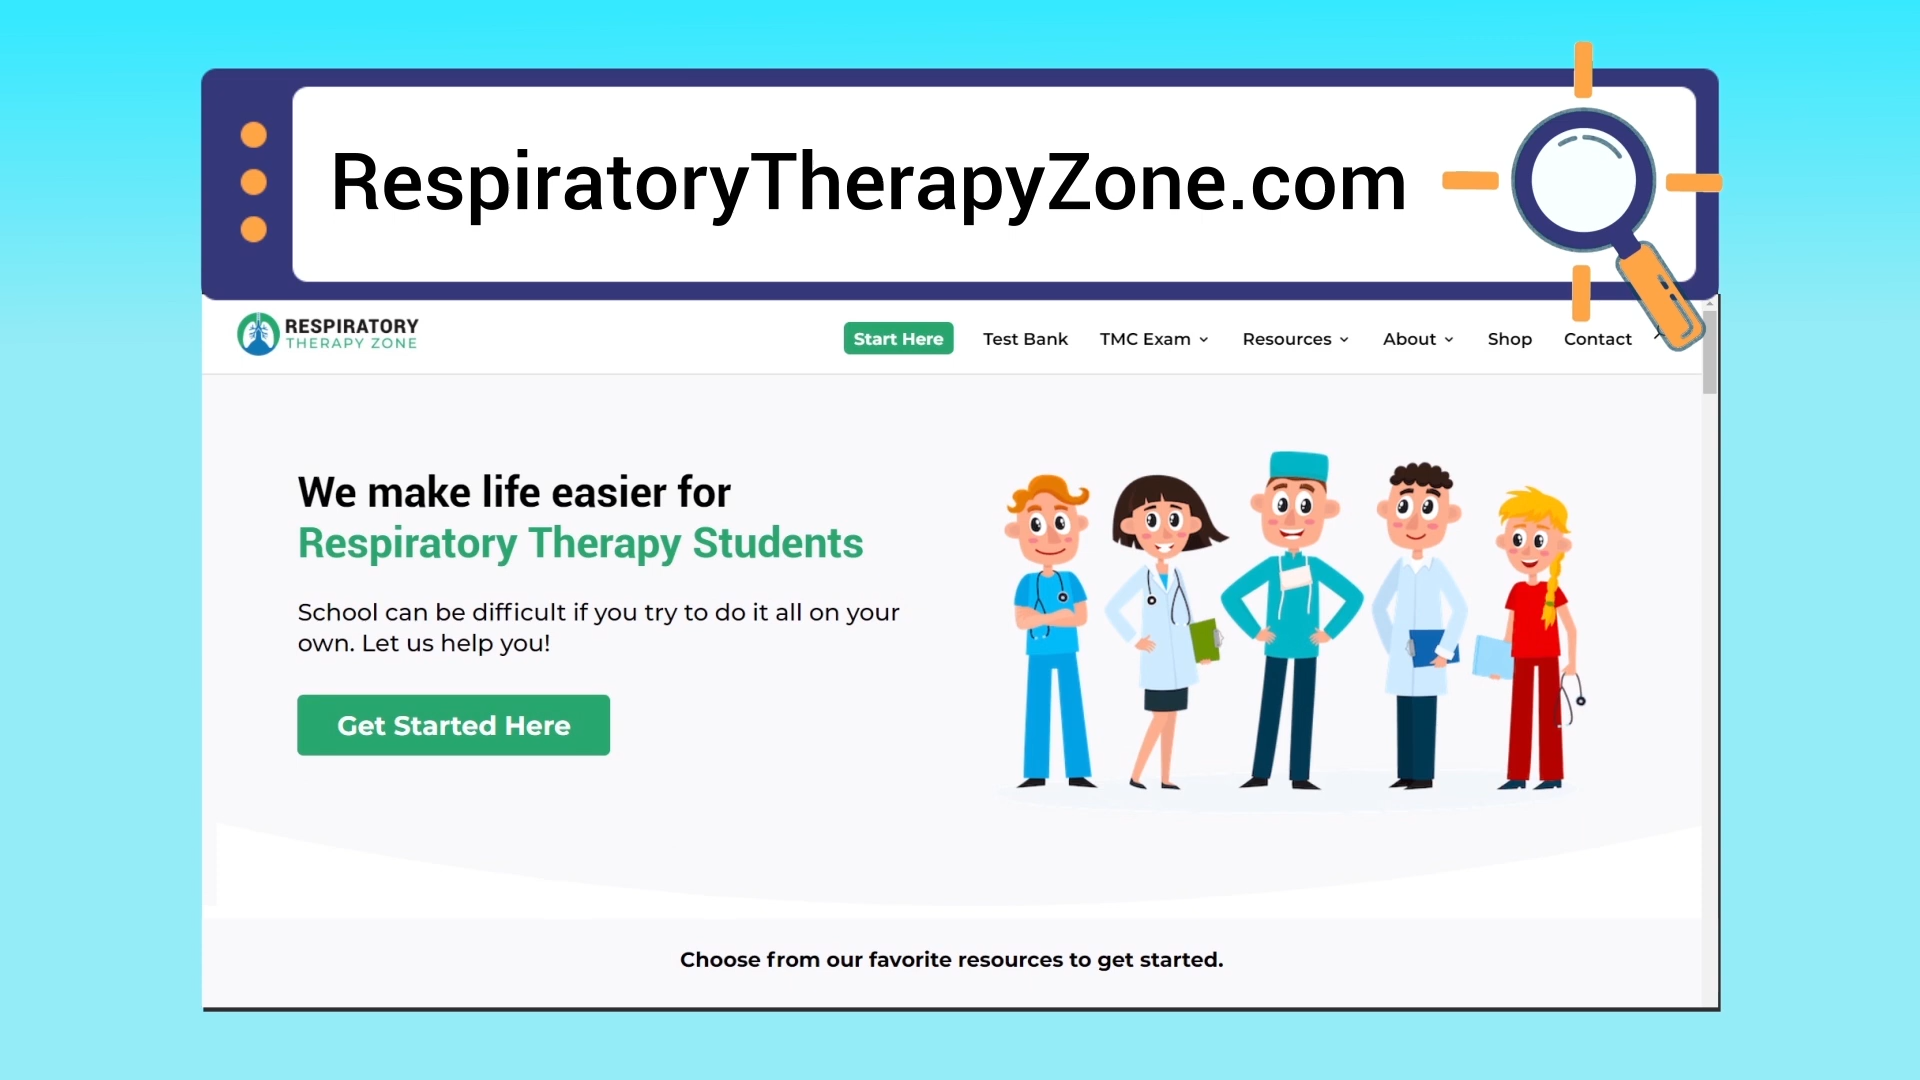 RespiratoryTherapyZone.com
RESPIRATORY
THERAPY ZONE
Start Here Test Bank TMC Exam Resources About Shop Contact
We make life easier for
Respiratory Therapy Students
School can be difficult if you try to do it all on your
own. Let us help you!
Get Started Here
Choose from our favorite resources to get started.